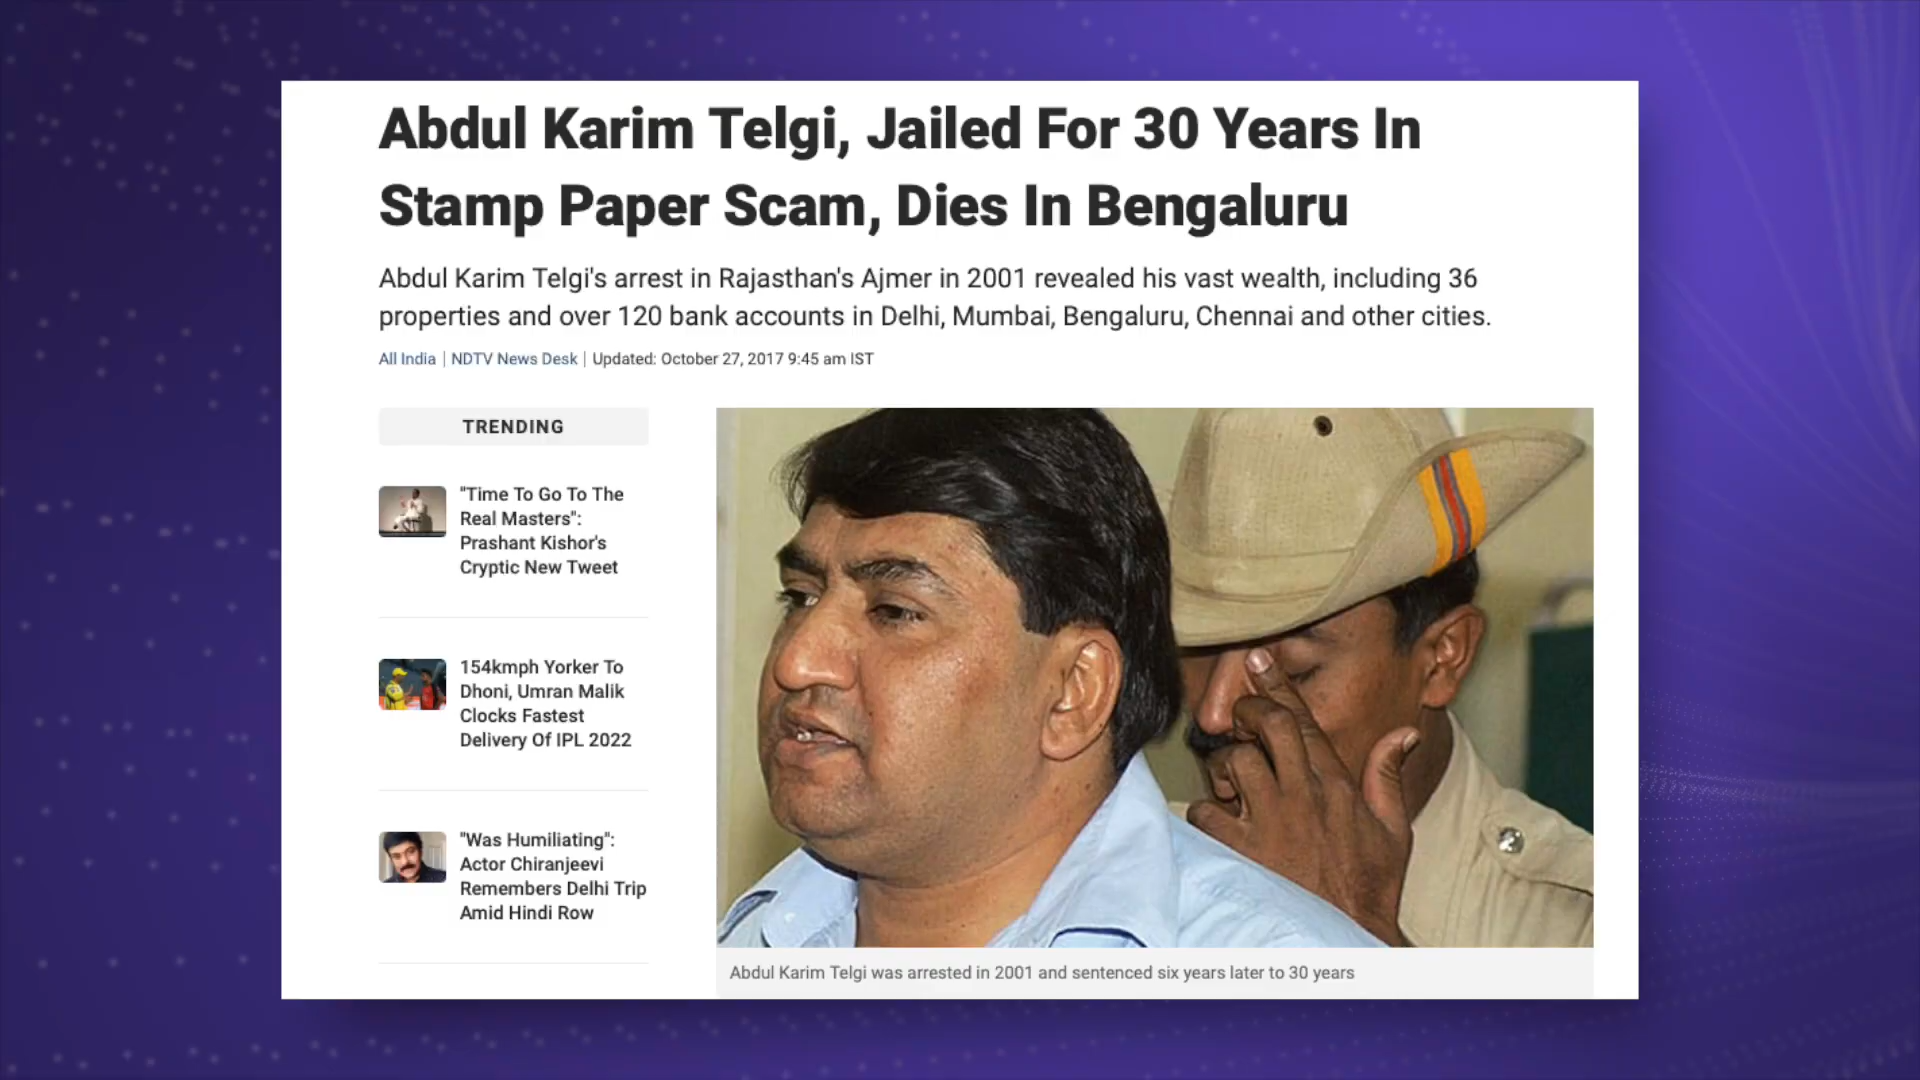 Abdul Karim Telgi, Jailed For 30 Years In
Stamp Paper Scam, Dies In Bengaluru
Abdul Karim Telgi's arrest in Rajasthan's Ajmer in 2001 revealed his vast wealth, including 36
properties and over 120 bank accounts in Delhi, Mumbai, Bengaluru, Chennai and other cities.
All India | NDTV News Desk | Updated: October 27, 2017 9:45 am IST
TRENDING
"Time To Go To The
Real Masters":
Prashant Kishor's
Cryptic New Tweet
154kmph Yorker To
Dhoni, Umran Malik
Clocks Fastest
Delivery Of IPL 2022
"Was Humiliating":
Actor Chiranjeevi
Remembers Delhi Trip
Amid Hindi Row
Abdul Karim Telgi was arrested in 2001 and sentenced six years later to 30 years